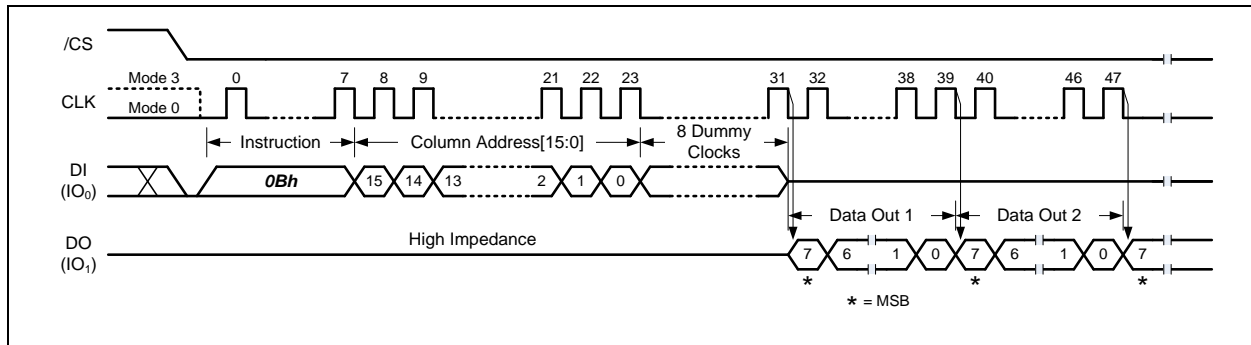 /CS
Mode 3 0 7 8 9 21 22 23 31 32 38 39 40 46 47
CLK
Mode 0
Instruction Column Address[15:0] 8 Dummy Clocks
DI
(IO0) 0Bh 15 14 13 2 1 0
Data Out 1 Data Out 2
DO High Impedance
(IO1) 7 6 1 0 7 6 1 0 7
* * *
* = MSB